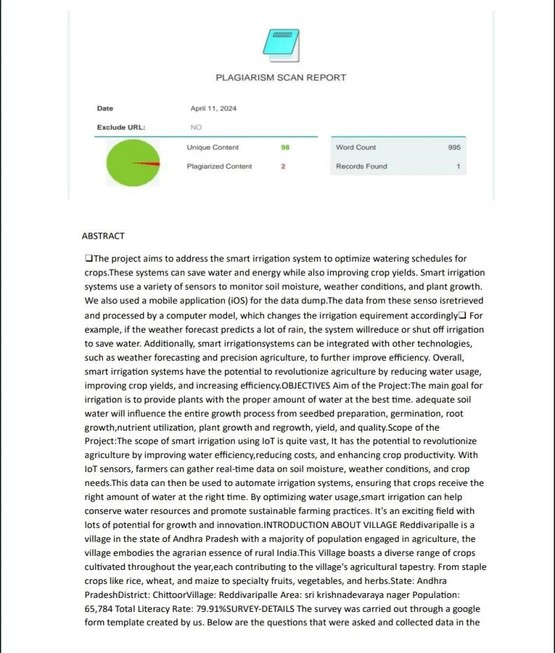 PLAGIARISM SCAN REPORT
Date April 11, 2024
Exclude URL: NO
Unique Content 98 Word Count 995
Plagiarized Content 2 Records Found 1
ABSTRACT
❑The project aims to address the smart irrigation system to optimize watering schedules for
crops.These systems can save water and energy while also improving crop yields. Smart irrigation
systems use a variety of sensors to monitor soil moisture, weather conditions, and plant growth.
We also used a mobile application (iOS) for the data dump.The data from these senso isretrieved
and processed by a computer model, which changes the irrigation equirement accordingly❑ For
example, if the weather forecast predicts a lot of rain, the system willreduce or shut off irrigation
to save water. Additionally, smart irrigationsystems can be integrated with other technologies,
such as weather forecasting and precision agriculture, to further improve efficiency. Overall,
smart irrigation systems have the potential to revolutionize agriculture by reducing water usage,
improving crop yields, and increasing efficiency.OBJECTIVES Aim of the Project:The main goal for
irrigation is to provide plants with the proper amount of water at the best time. adequate soil
water will influence the entire growth process from seedbed preparation, germination, root
growth,nutrient utilization, plant growth and regrowth, yield, and quality.Scope of the
Project:The scope of smart irrigation using IoT is quite vast, It has the potential to revolutionize
agriculture by improving water efficiency,reducing costs, and enhancing crop productivity. With
IoT sensors, farmers can gather real-time data on soil moisture, weather conditions, and crop
needs.This data can then be used to automate irrigation systems, ensuring that crops receive the
right amount of water at the right time. By optimizing water usage,smart irrigation can help
conserve water resources and promote sustainable farming practices. It's an exciting field with
lots of potential for growth and innovation.INTRODUCTION ABOUT VILLAGE Reddivaripalle is a
village in the state of Andhra Pradesh with a majority of population engaged in agriculture, the
village embodies the agrarian essence of rural India.This Village boasts a diverse range of crops
cultivated throughout the year,each contributing to the village's agricultural tapestry. From staple
crops like rice, wheat, and maize to specialty fruits, vegetables, and herbs.State: Andhra
PradeshDistrict: ChittoorVillage: Reddivaripalle Area: sri krishnadevaraya nager Population:
65,784 Total Literacy Rate: 79.91%SURVEY-DETAILS The survey was carried out through a google
form template created by us. Below are the questions that were asked and collected data in the